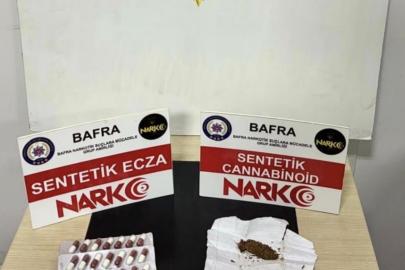 BAFRA
BAFRA NARKOTİK SUÇLARLA MÜCADELE
GRUP AMİRLİĞİ
NARKO
SENTETİK ECZA
NARKO
BAFRA
BAFRA NARKOTİK SUÇLARLA MÜCADELE
GRUP AMİRLİĞİ
NARKO
SENTETİK
CANNABİNOİD
NARKO